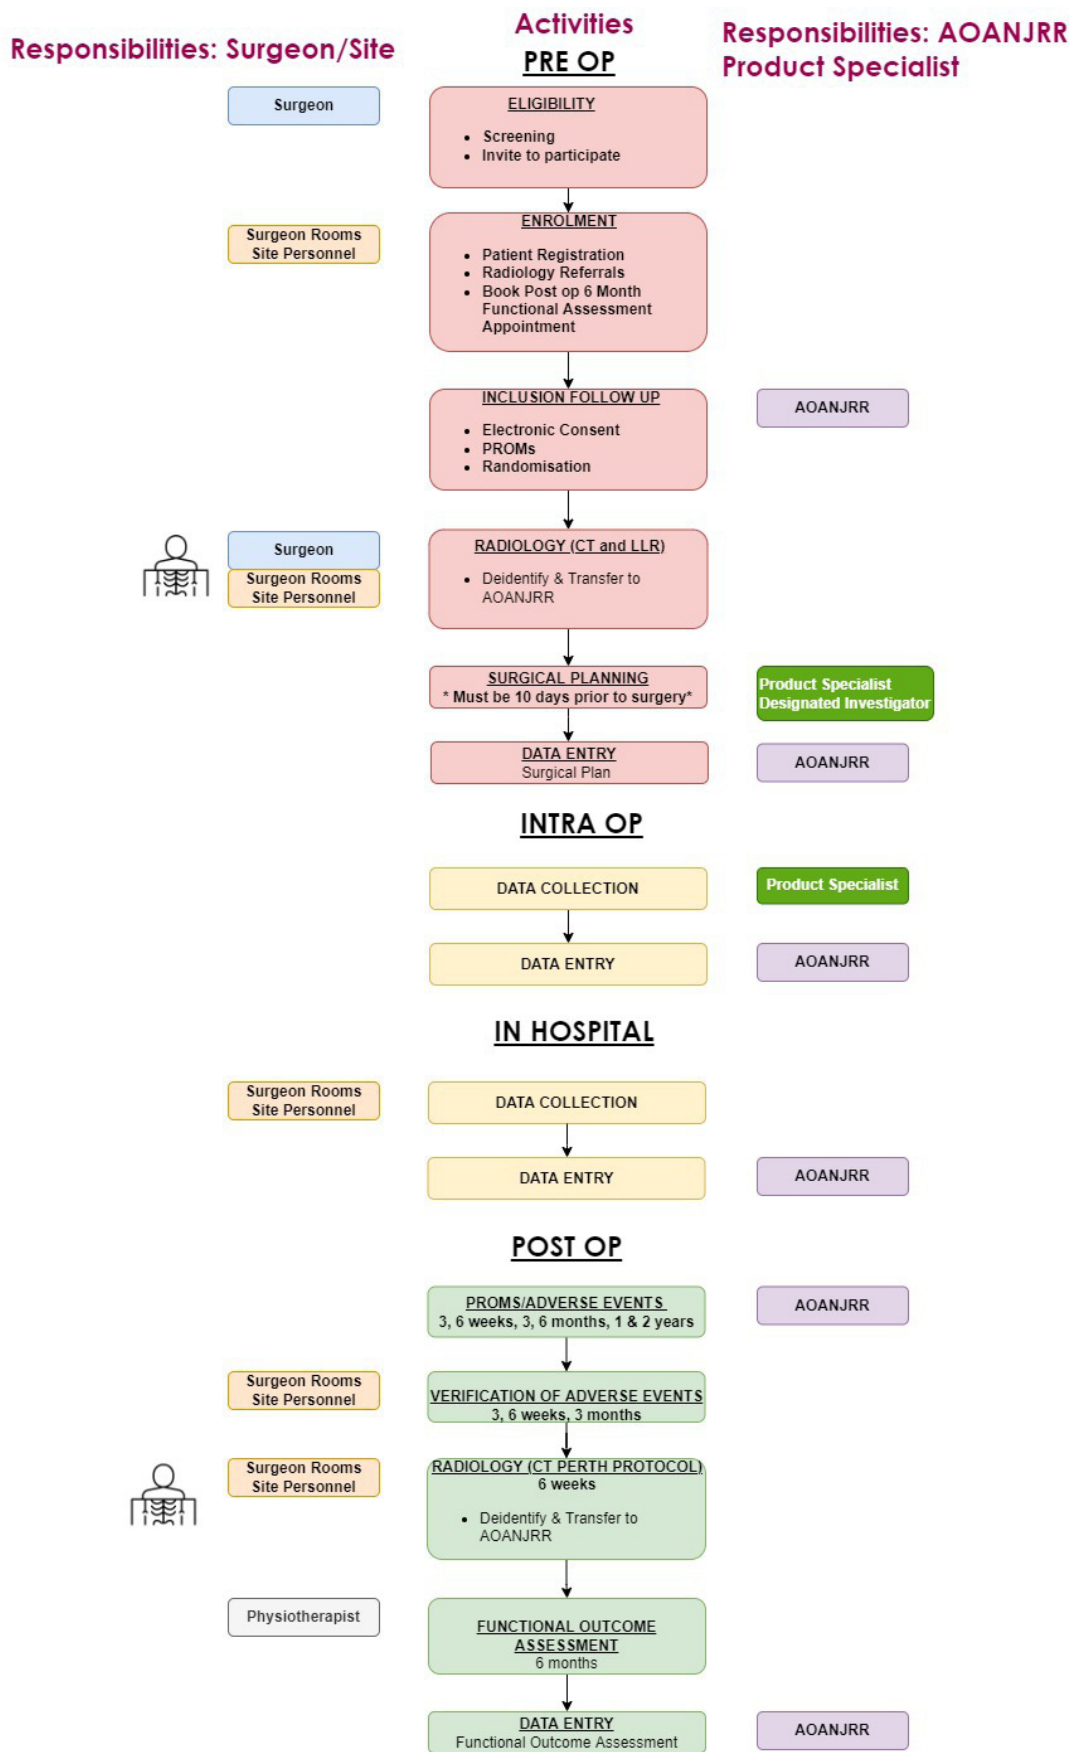 Activities
Responsibilities: Surgeon/Site
Responsibilities: AOANJRR
Product Specialist
PRE OP
Surgeon
ELIGIBILITY
• Screening
• Invite to participate
Surgeon Rooms
Site Personnel
ENROLMENT
• Patient Registration
• Radiology Referrals
• Book Post op 6 Month
Functional Assessment
Appointment
INCLUSION FOLLOW UP
• Electronic Consent
• PROMs
• Randomisation
AOANJRR
Surgeon
Surgeon Rooms
Site Personnel
RADIOLOGY (CT and LLR)
• Deidentify & Transfer to
AOANJRR
SURGICAL PLANNING
* Must be 10 days prior to surgery*
Product Specialist
Designated Investigator
DATA ENTRY
Surgical Plan
AOANJRR
INTRA OP
DATA COLLECTION
Product Specialist
DATA ENTRY
AOANJRR
IN HOSPITAL
Surgeon Rooms
Site Personnel
DATA COLLECTION
DATA ENTRY
AOANJRR
POST OP
PROMS/ADVERSE EVENTS
3, 6 weeks, 3, 6 months, 1 & 2 years
AOANJRR
Surgeon Rooms
Site Personnel
VERIFICATION OF ADVERSE EVENTS
3, 6 weeks, 3 months
Surgeon Rooms
Site Personnel
RADIOLOGY (CT PERTH PROTOCOL)
6 weeks
• Deidentify & Transfer to
AOANJRR
Physiotherapist
FUNCTIONAL OUTCOME
ASSESSMENT
6 months
DATA ENTRY
Functional Outcome Assessment
AOANJRR